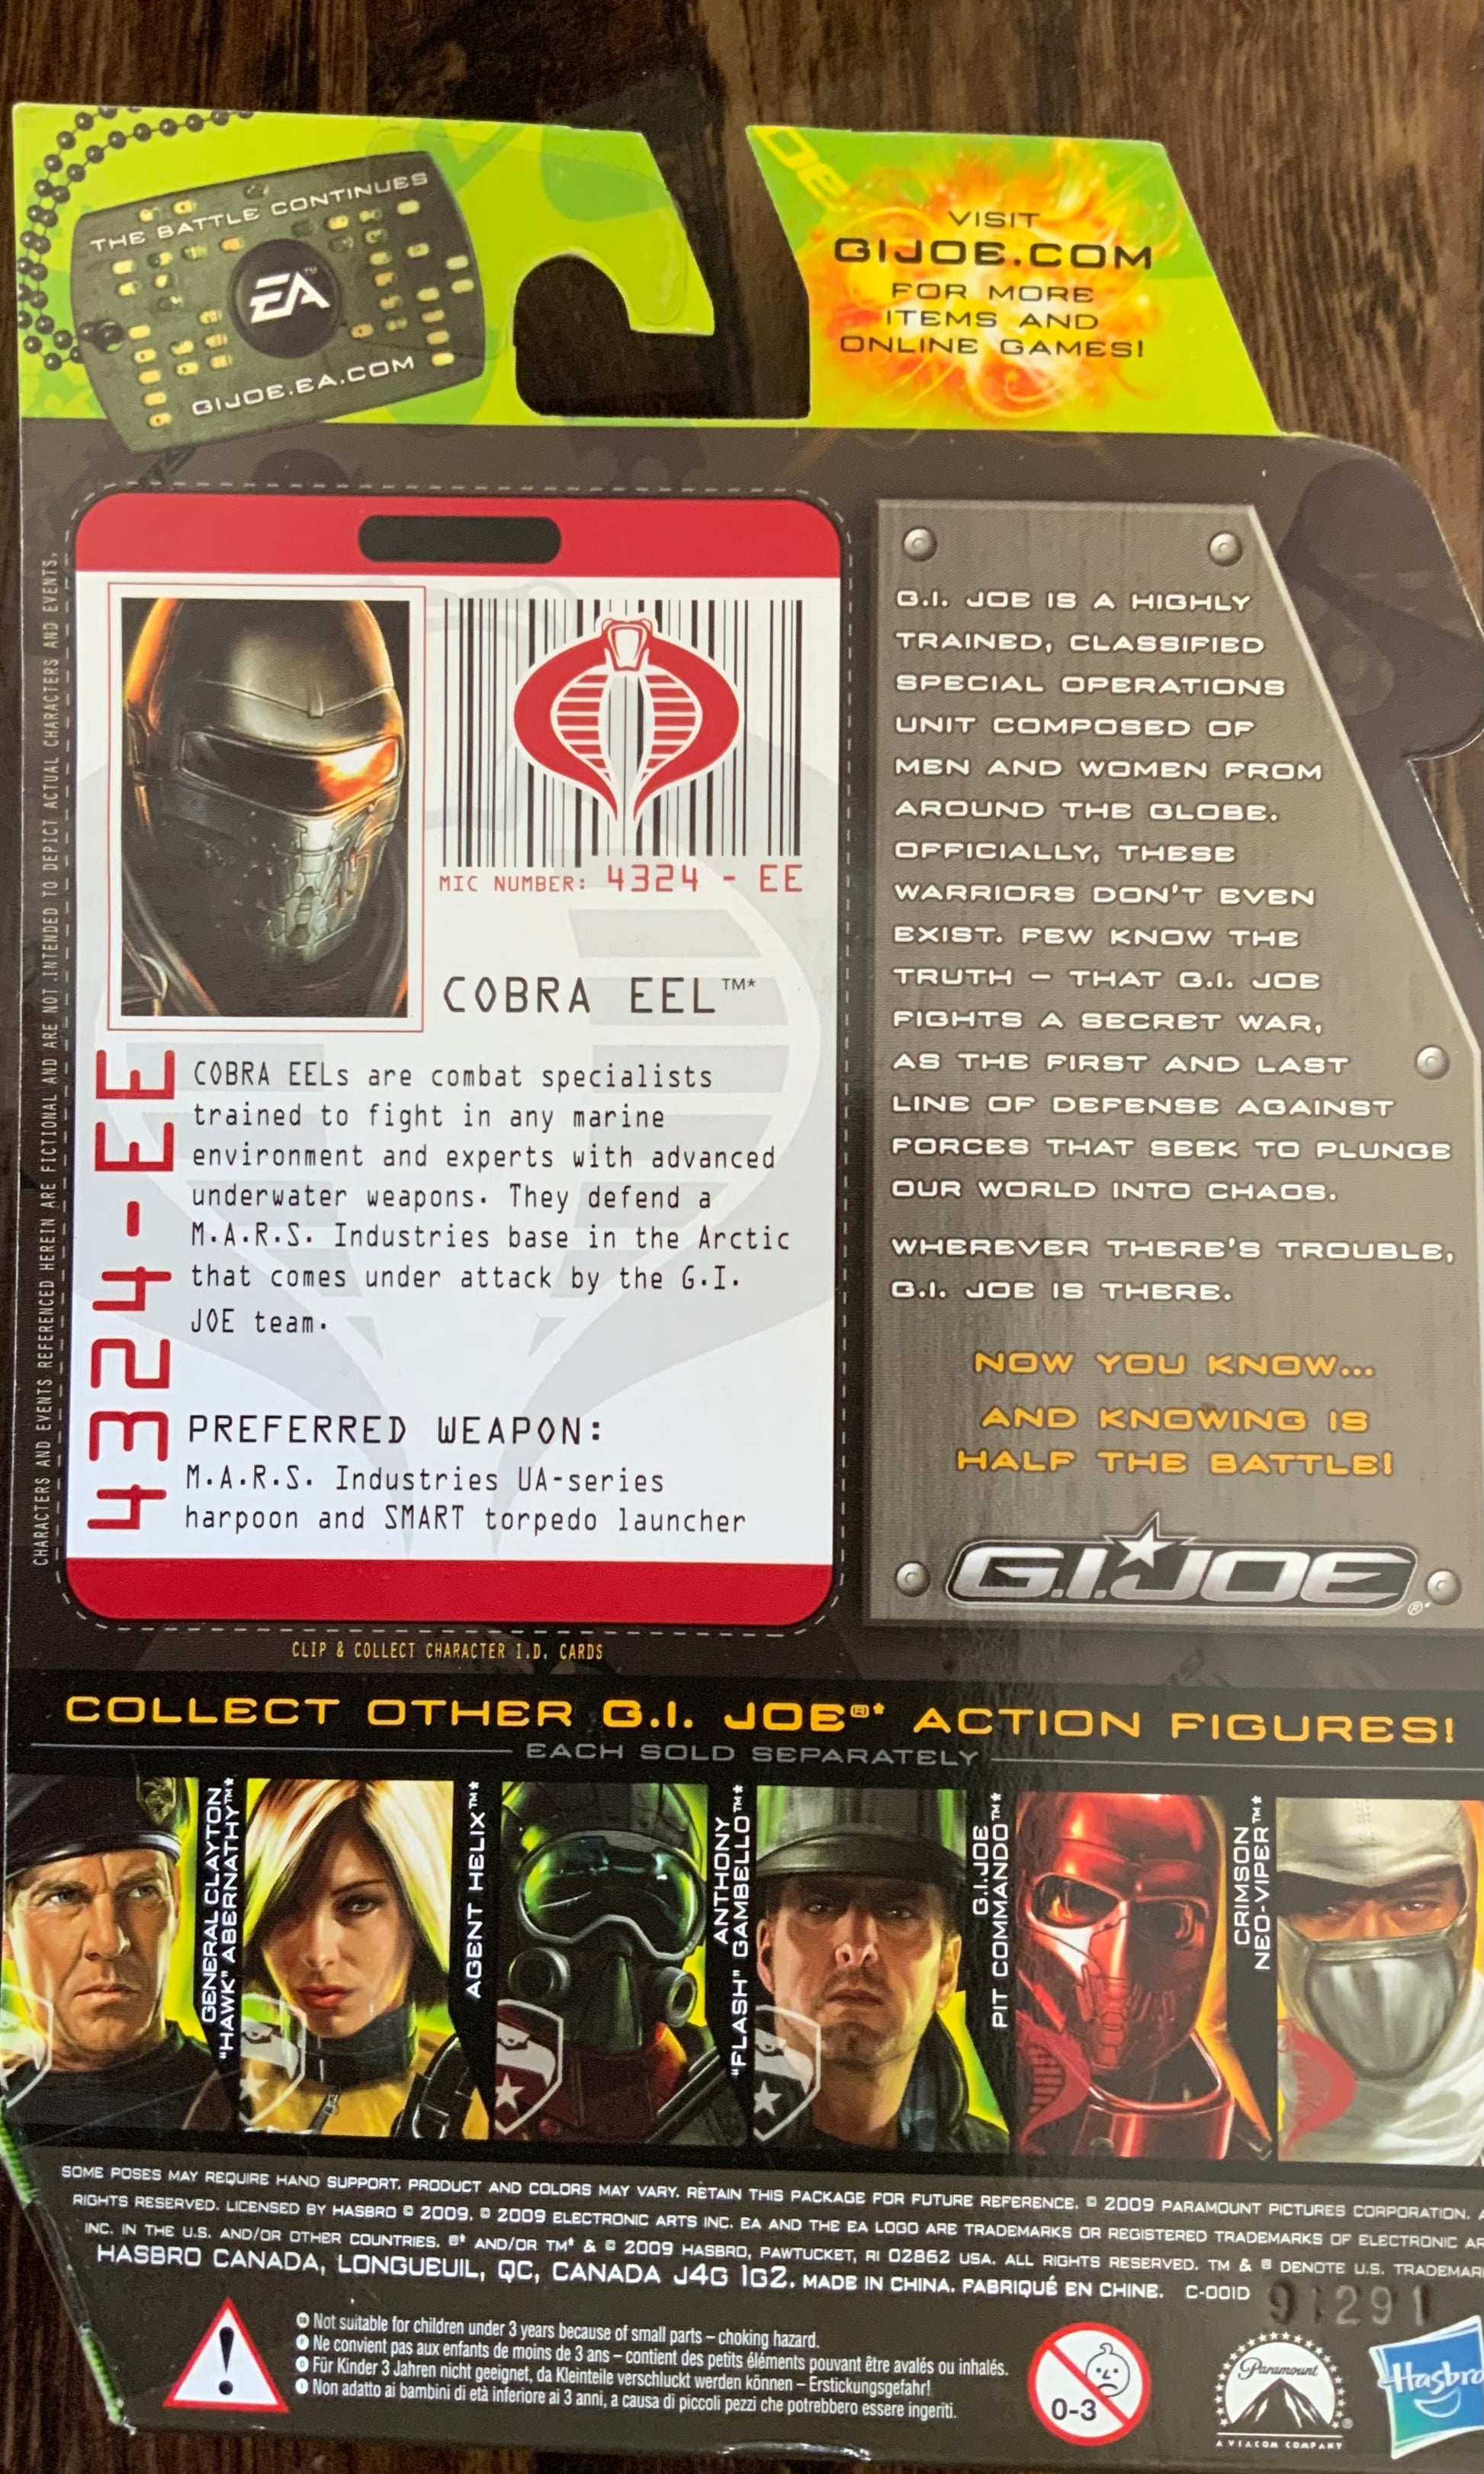 THE BATTLE CONTINUES
EA™
GIJOE.EA.COM
JOE
VISIT
GIJOE.COM
FOR MORE
ITEMS AND
ONLINE GAMES!
CHARACTERS AND EVENTS REFERENCED HEREIN ARE FICTIONAL AND ARE NOT INTENDED TO DEPICT ACTUAL CHARACTERS AND EVENTS.
MIC NUMBER: 4324 - EE
COBRA EEL™*
4324-EE
COBRA EELs are combat specialists
trained to fight in any marine
environment and experts with advanced
underwater weapons. They defend a
M.A.R.S. Industries base in the Arctic
that comes under attack by the G.I.
JOE team.
PREFERRED WEAPON:
M.A.R.S. Industries UA-series
harpoon and SMART torpedo launcher
CLIP & COLLECT CHARACTER I.D. CARDS
G.I. JOE IS A HIGHLY
TRAINED, CLASSIFIED
SPECIAL OPERATIONS
UNIT COMPOSED OF
MEN AND WOMEN FROM
AROUND THE GLOBE.
OFFICIALLY, THESE
WARRIORS DON'T EVEN
EXIST. FEW KNOW THE
TRUTH – THAT G.I. JOE
FIGHTS A SECRET WAR,
AS THE FIRST AND LAST
LINE OF DEFENSE AGAINST
FORCES THAT SEEK TO PLUNGE
OUR WORLD INTO CHAOS.
WHEREVER THERE'S TROUBLE,
G.I. JOE IS THERE.
NOW YOU KNOW...
AND KNOWING IS
HALF THE BATTLE!
G.I.JOE®*
COLLECT OTHER G.I. JOE®* ACTION FIGURES!
EACH SOLD SEPARATELY
GENERAL CLAYTON
"HAWK" ABERNATHY™*
AGENT HELIX™*
ANTHONY
"FLASH" GAMBELLO™*
G.I.JOE
PIT COMMANDO™*
CRIMSON
NEO-VIPER™*
SOME POSES MAY REQUIRE HAND SUPPORT. PRODUCT AND COLORS MAY VARY. RETAIN THIS PACKAGE FOR FUTURE REFERENCE. © 2009 PARAMOUNT PICTURES CORPORATION.
RIGHTS RESERVED. LICENSED BY HASBRO © 2009. © 2009 ELECTRONIC ARTS INC. EA AND THE EA LOGO ARE TRADEMARKS OR REGISTERED TRADEMARKS OF ELECTRONIC
INC. IN THE U.S. AND/OR OTHER COUNTRIES. ®* AND/OR TM* & © 2009 HASBRO, PAWTUCKET, RI 02862 USA. ALL RIGHTS RESERVED. TM & ® DENOTE U.S.
HASBRO CANADA, LONGUEUIL, QC, CANADA J4G 1G2. MADE IN CHINA. FABRIQUÉ EN CHINE. C-001D
91291
Not suitable for children under 3 years because of small parts – choking hazard.
Ne convient pas aux enfants de moins de 3 ans – contient des petits éléments pouvant être avalés ou inhalés.
Für Kinder 3 Jahren nicht geeignet, da Kleinteile verschluckt werden können – Erstickungsgefahr!
Non adatto ai bambini di età inferiore ai 3 anni, a causa di piccoli pezzi che potrebbero essere ingeriti.
0-3
Paramount
A VIACOM COMPANY
Hasbro